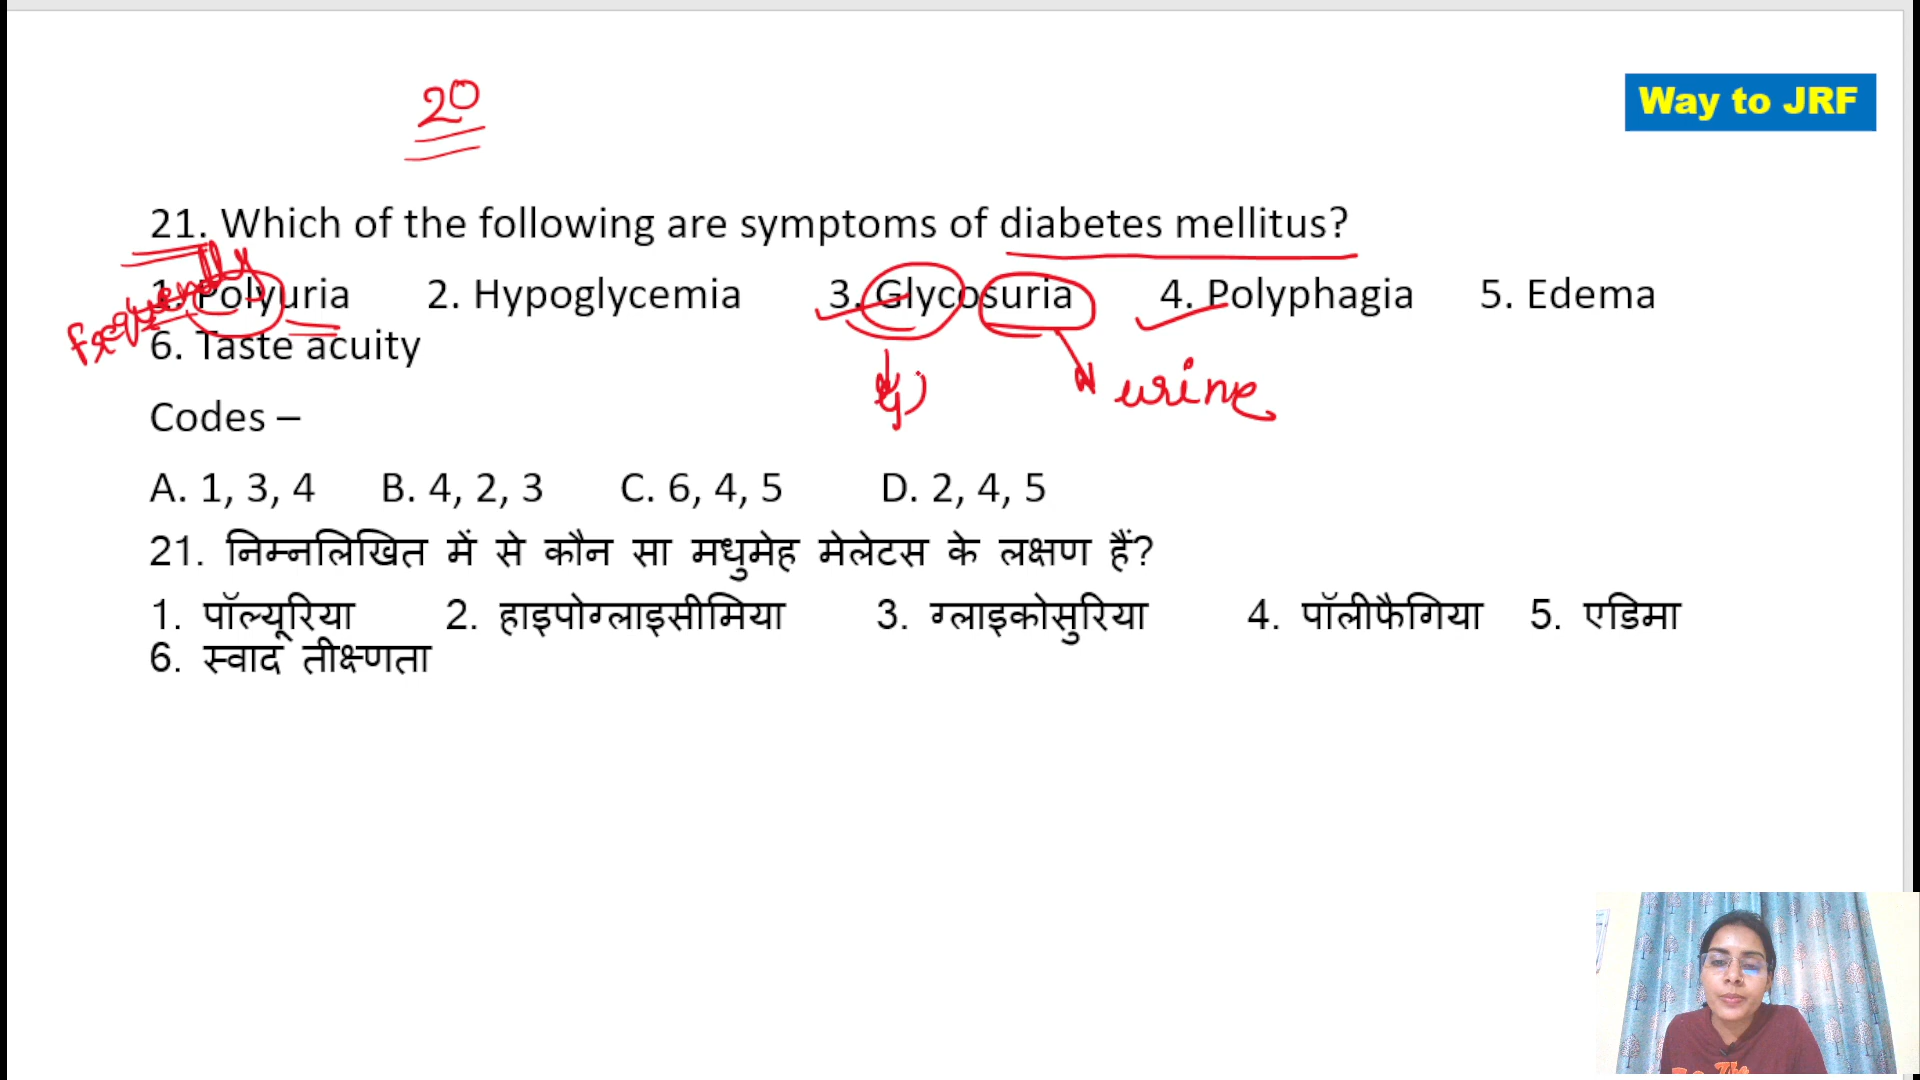 20
Way to JRF
21. Which of the following are symptoms of diabetes mellitus?
frequently
1. Polyuria 2. Hypoglycemia 3. Glycosuria 4. Polyphagia 5. Edema
6. Taste acuity
urine
Codes –
A. 1, 3, 4 B. 4, 2, 3 C. 6, 4, 5 D. 2, 4, 5
21. निम्नलिखित में से कौन सा मधुमेह मेलेटस के लक्षण हैं?
1. पॉल्यूरिया 2. हाइपोग्लाइसीमिया 3. ग्लाइकोसुरिया 4. पॉलीफैगिया 5. एडिमा
6. स्वाद तीक्ष्णता